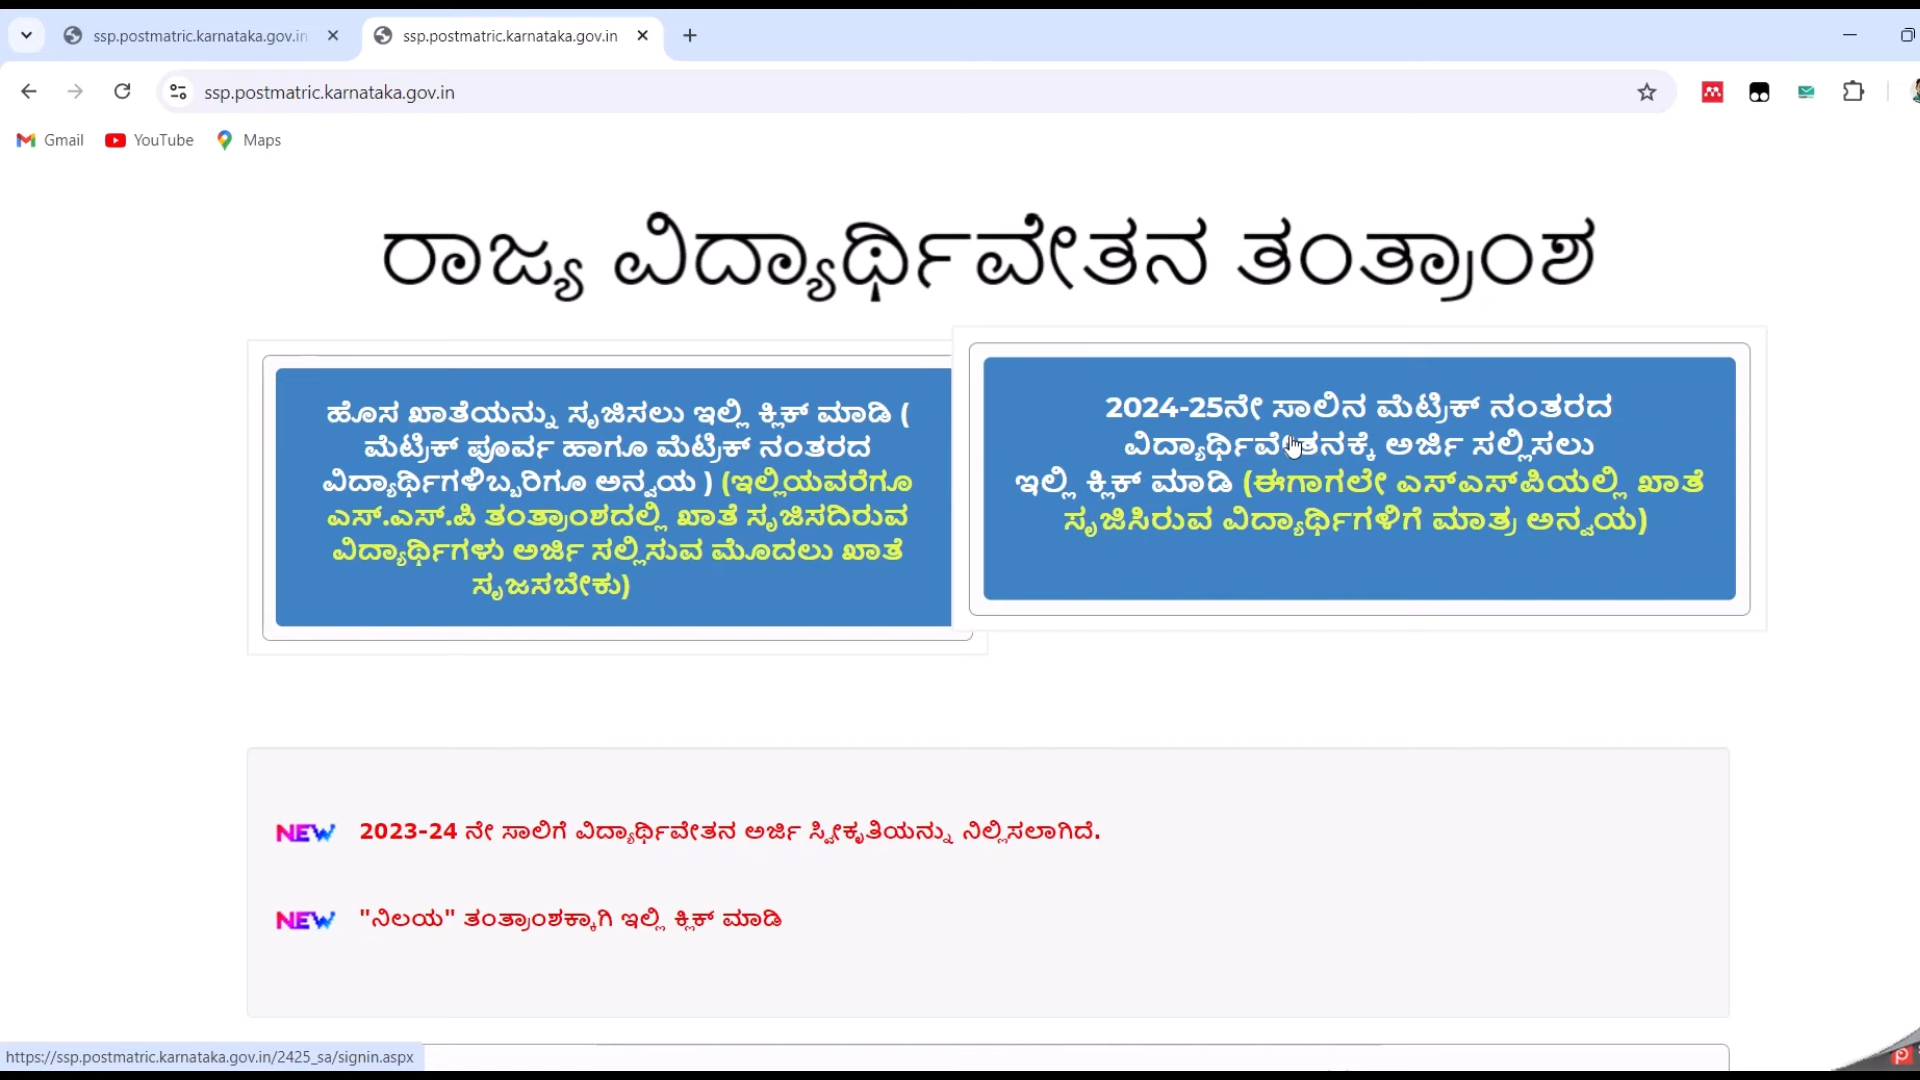 ssp.postmatric.karnataka.gov.in
ssp.postmatric.karnataka.gov.in
ssp.postmatric.karnataka.gov.in
Gmail
YouTube
Maps
ರಾಜ್ಯ ವಿದ್ಯಾರ್ಥಿವೇತನ ತಂತ್ರಾಂಶ
ಹೊಸ ಖಾತೆಯನ್ನು ಸೃಜಿಸಲು ಇಲ್ಲಿ ಕ್ಲಿಕ್ ಮಾಡಿ (
ಮೆಟ್ರಿಕ್ ಪೂರ್ವ ಹಾಗೂ ಮೆಟ್ರಿಕ್ ನಂತರದ
ವಿದ್ಯಾರ್ಥಿಗಳಿಬ್ಬರಿಗೂ ಅನ್ವಯ ) (ಇಲ್ಲಿಯವರೆಗೂ
ಎಸ್.ಎಸ್.ಪಿ ತಂತ್ರಾಂಶದಲ್ಲಿ ಖಾತೆ ಸೃಜಿಸದಿರುವ
ವಿದ್ಯಾರ್ಥಿಗಳು ಅರ್ಜಿ ಸಲ್ಲಿಸುವ ಮೊದಲು ಖಾತೆ
ಸೃಜಸಬೇಕು)
2024-25ನೇ ಸಾಲಿನ ಮೆಟ್ರಿಕ್ ನಂತರದ
ವಿದ್ಯಾರ್ಥಿವೇತನಕ್ಕೆ ಅರ್ಜಿ ಸಲ್ಲಿಸಲು
ಇಲ್ಲಿ ಕ್ಲಿಕ್ ಮಾಡಿ (ಈಗಾಗಲೇ ಎಸ್‌ಎಸ್‌ಪಿಯಲ್ಲಿ ಖಾತೆ
ಸೃಜಿಸಿರುವ ವಿದ್ಯಾರ್ಥಿಗಳಿಗೆ ಮಾತ್ರ ಅನ್ವಯ)
NEW 2023-24 ನೇ ಸಾಲಿಗೆ ವಿದ್ಯಾರ್ಥಿವೇತನ ಅರ್ಜಿ ಸ್ವೀಕೃತಿಯನ್ನು ನಿಲ್ಲಿಸಲಾಗಿದೆ.
NEW "ನಿಲಯ" ತಂತ್ರಾಂಶಕ್ಕಾಗಿ ಇಲ್ಲಿ ಕ್ಲಿಕ್ ಮಾಡಿ
https://ssp.postmatric.karnataka.gov.in/2425_sa/signin.aspx